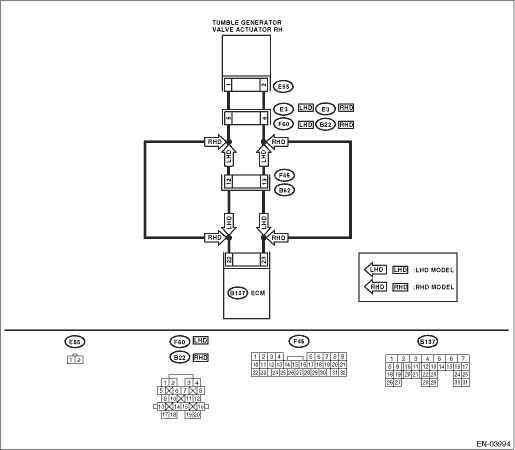 TUMBLE GENERATOR
VALVE ACTUATOR RH
1 2
E55
5 6
E3 LHD E3 RHD
F60 LHD B22 RHD
RHD RHD
LHD LHD
12 13
F45
B62
LHD LHD
RHD RHD
22 23
B137 ECM
LHD LHD :LHD MODEL
RHD RHD :RHD MODEL
E55
F60 LHD
B22 RHD
F45
B137
1 2
1 2 3 4
5 6 7 8
9 10 11 12
13 14 15 16
17 18 19 20
1 2 3 4 5 6 7 8 9
10 11 12 13 14 15 16 17 18 19 20 21
22 23 24 25 26 27 28 29 30 31 32
1 2 3 4 5 6 7
8 9 10 11 12 13 14 15 16 17
18 19 20 21 22 23 24 25
26 27 28 29 30 31
EN-03994